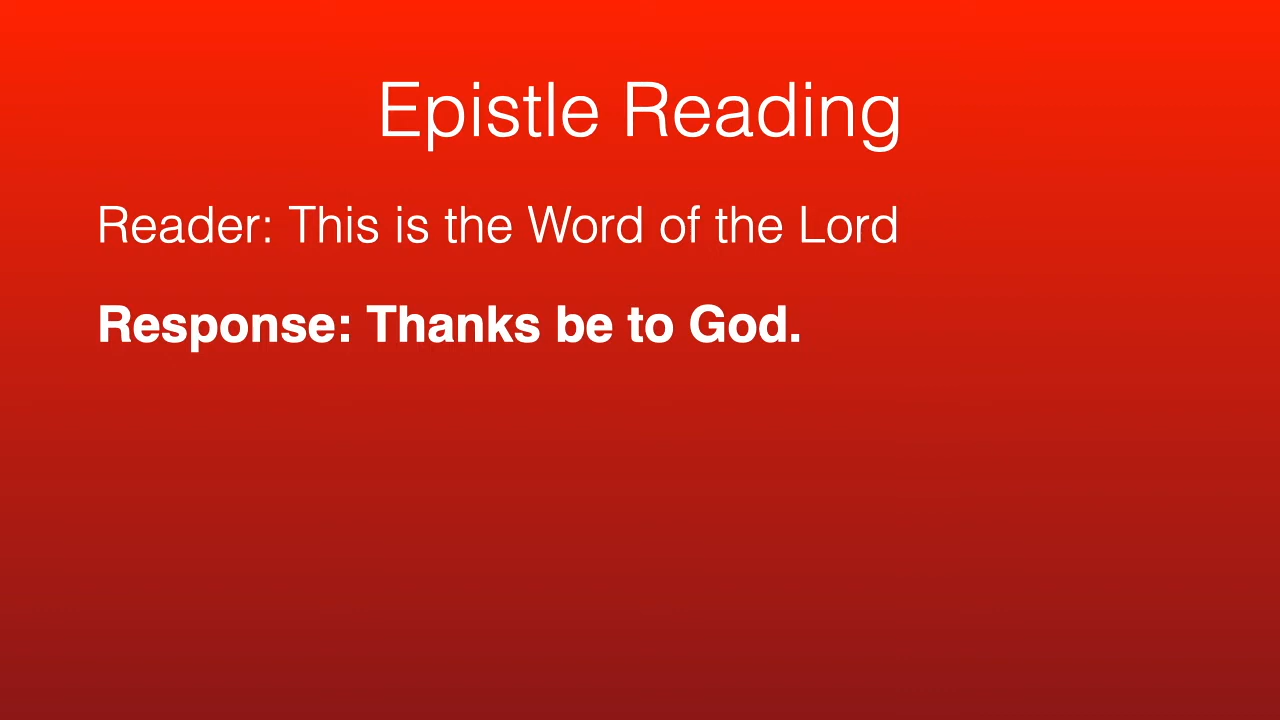 Epistle Reading
Reader: This is the Word of the Lord
Response: Thanks be to God.